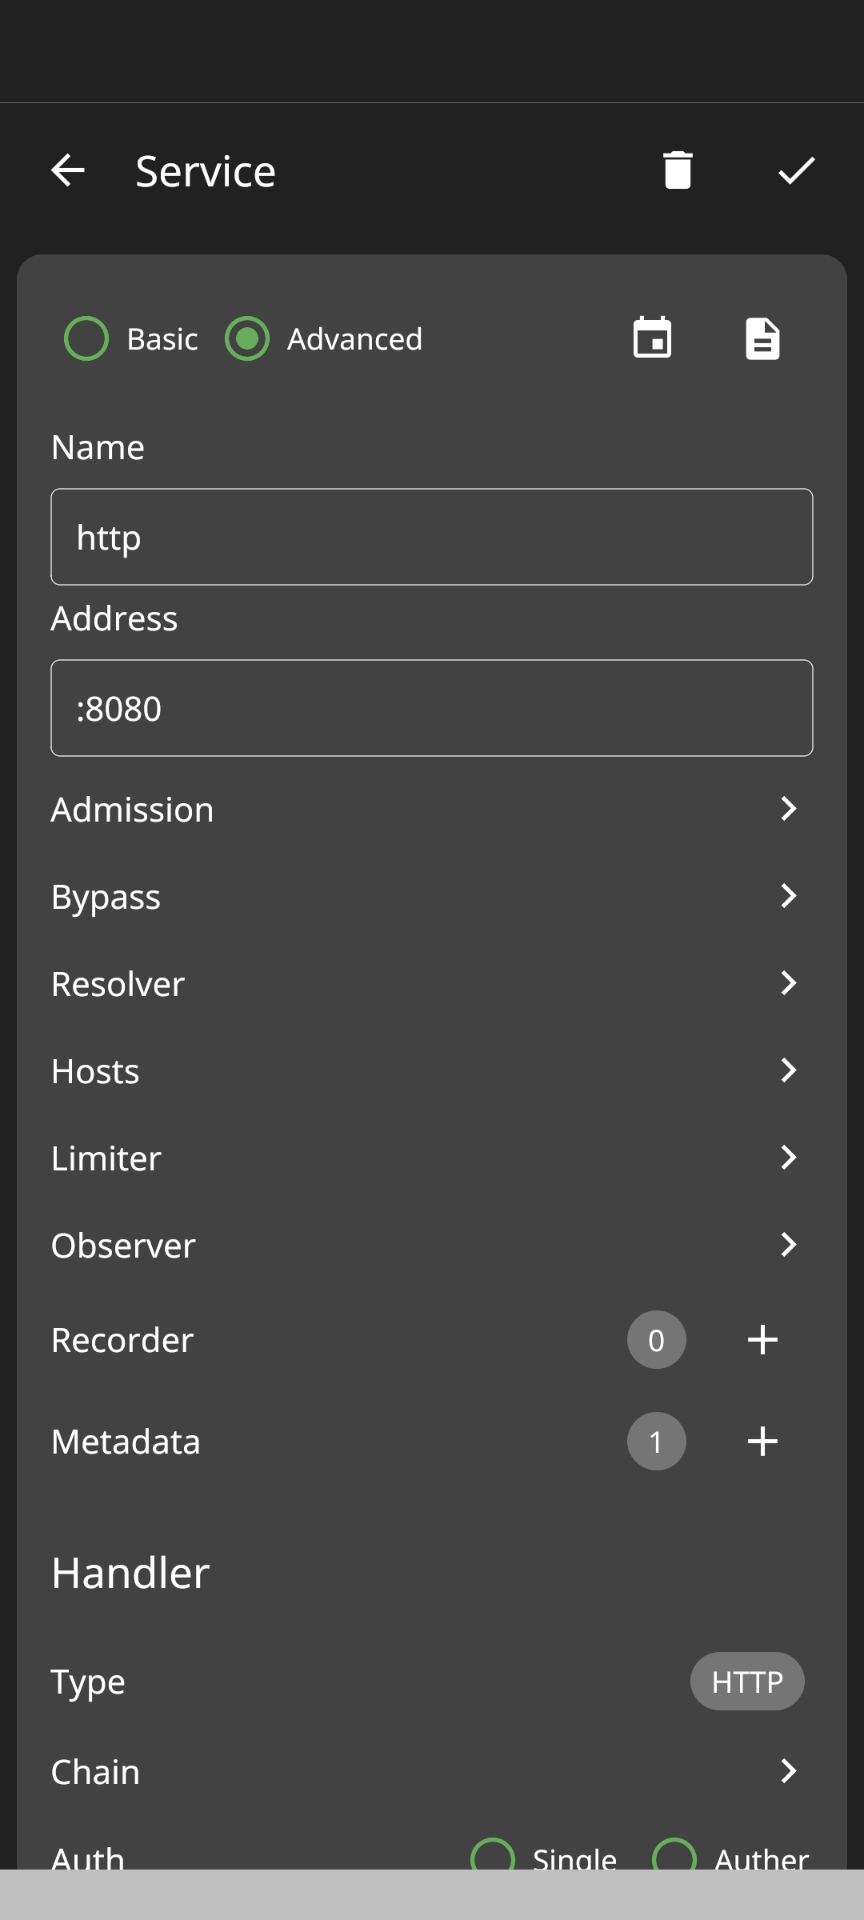 Service
Basic Advanced
Name
http
Address
:8080
Admission
Bypass
Resolver
Hosts
Limiter
Observer
Recorder 0
Metadata 1
Handler
Type HTTP
Chain
Auth Single Auther